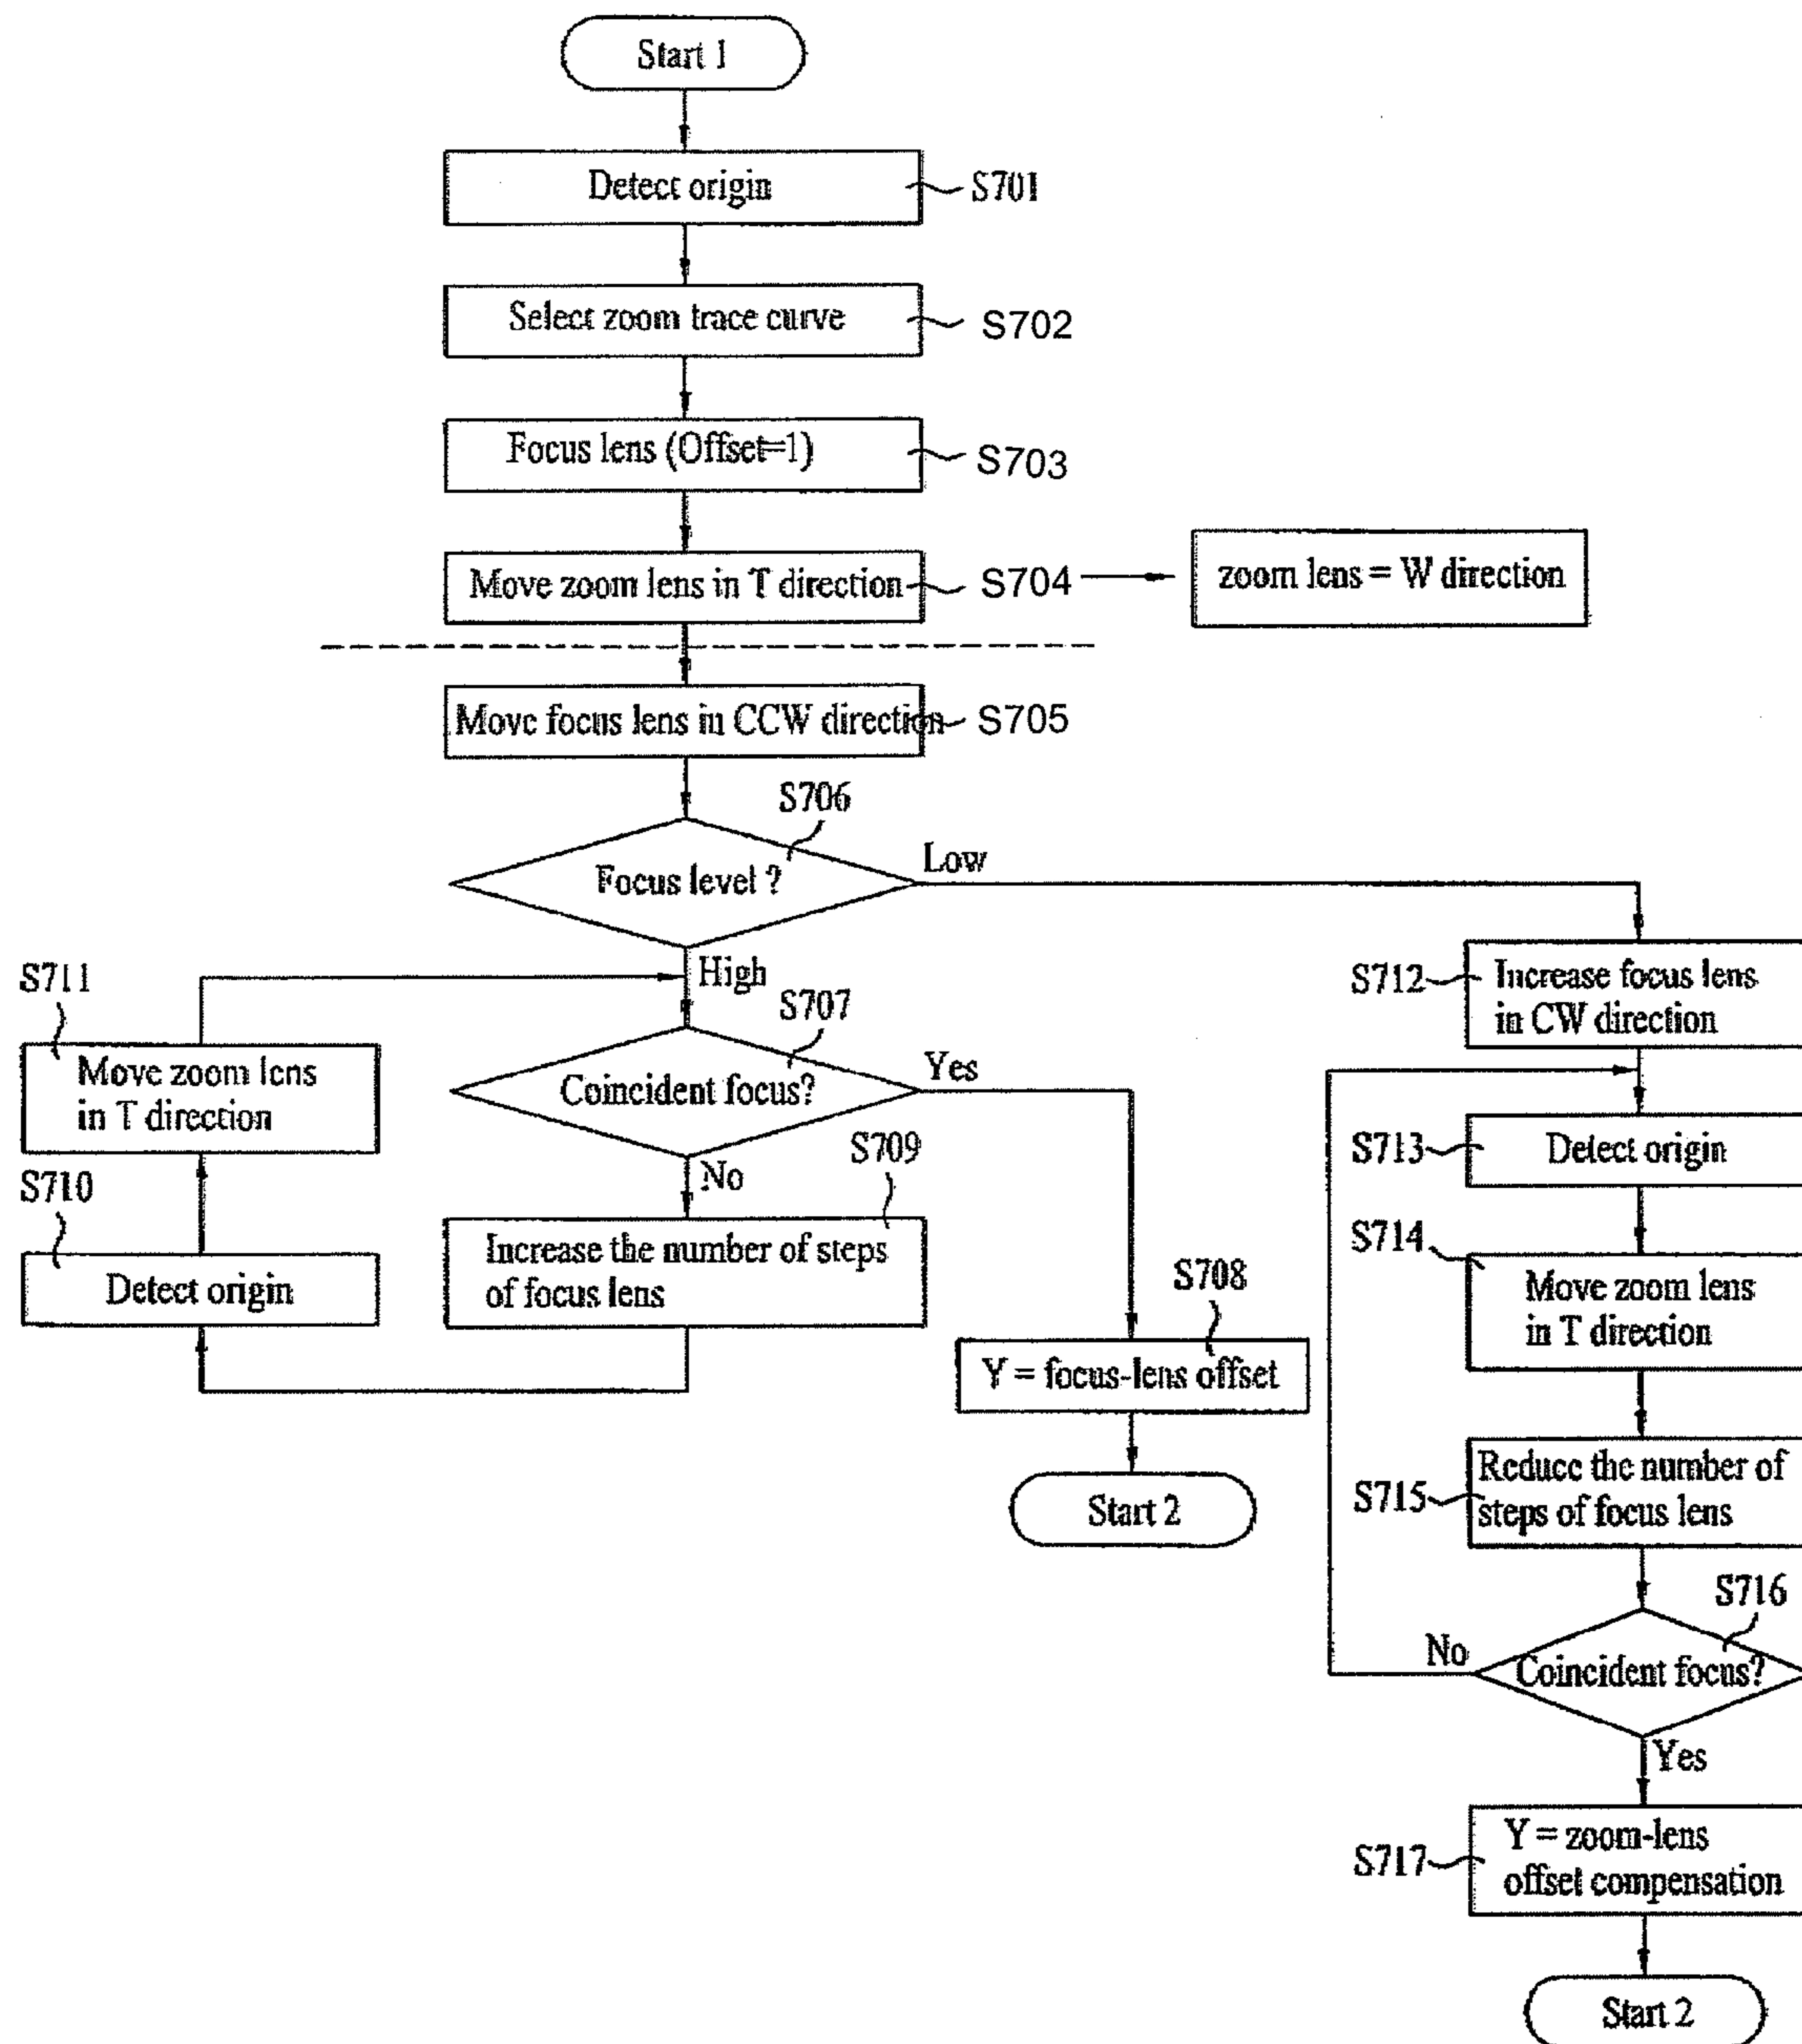 Start 1
Detect origin
S701
Select zoom trace curve
S702
Focus lens (Offset=1)
S703
Move zoom lens in T direction
S704
zoom lens = W direction
Move focus lens in CCW direction
S705
S706
Focus level ?
Low
High
S711
Move zoom lens
in T direction
S707
Coincident focus?
Yes
No
S709
Increase the number of steps
of focus lens
S710
Detect origin
S708
Y = focus-lens offset
Start 2
S712
Increase focus lens
in CW direction
S713
Detect origin
S714
Move zoom lens
in T direction
S715
Reduce the number of
steps of focus lens
S716
Coincident focus?
No
Yes
S717
Y = zoom-lens
offset compensation
Start 2